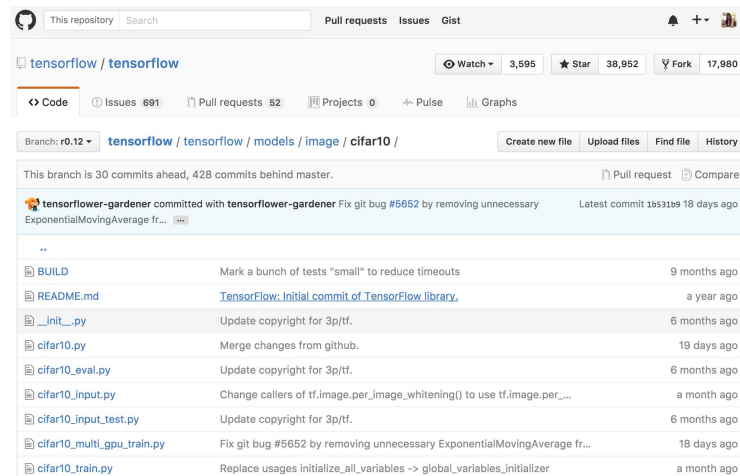 This repository Search Pull requests Issues Gist
tensorflow / tensorflow Watch 3,595 Star 38,952 Fork 17,980
Code Issues 691 Pull requests 52 Projects 0 Pulse Graphs
Branch: r0.12 tensorflow / tensorflow / models / image / cifar10 / Create new file Upload files Find file History
This branch is 30 commits ahead, 428 commits behind master. Pull request Compare
tensorflower-gardener committed with tensorflower-gardener Fix git bug #5652 by removing unnecessary Latest commit 1b531b9 18 days ago
ExponentialMovingAverage fr... ...
..
BUILD Mark a bunch of tests "small" to reduce timeouts 9 months ago
README.md TensorFlow: Initial commit of TensorFlow library. a year ago
__init__.py Update copyright for 3p/tf. 6 months ago
cifar10.py Merge changes from github. 19 days ago
cifar10_eval.py Update copyright for 3p/tf. 6 months ago
cifar10_input.py Change callers of tf.image.per_image_whitening() to use tf.image.per_... a month ago
cifar10_input_test.py Update copyright for 3p/tf. 6 months ago
cifar10_multi_gpu_train.py Fix git bug #5652 by removing unnecessary ExponentialMovingAverage fr... 18 days ago
cifar10_train.py Replace usages initialize_all_variables -> global_variables_initializer a month ago